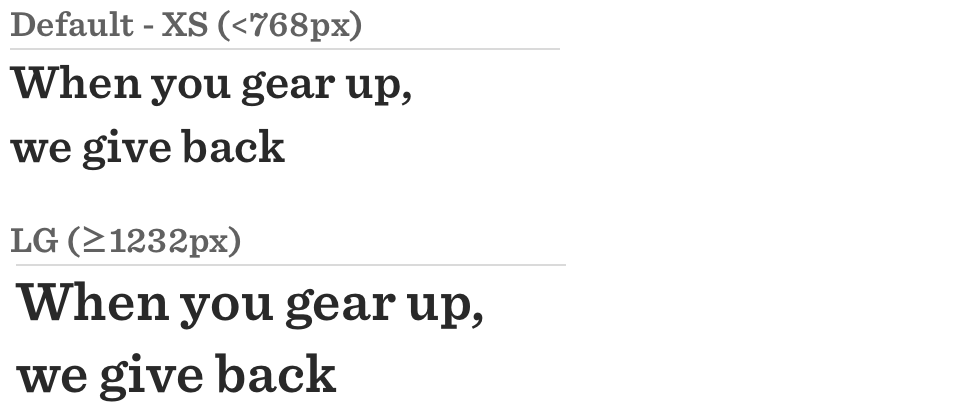 Default - XS (<768px)
When you gear up,
we give back
LG (≥1232px)
When you gear up,
we give back